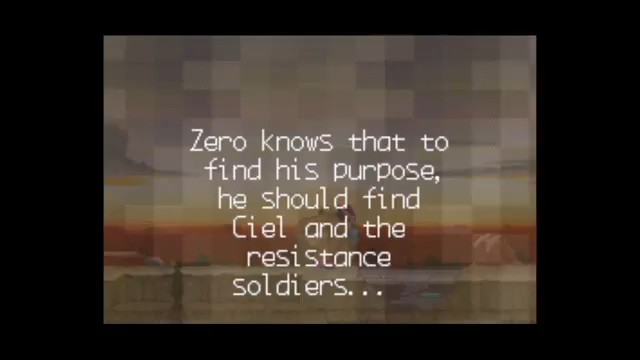 Zero knows that to
find his purpose,
he should find
Ciel and the
resistance
soldiers...